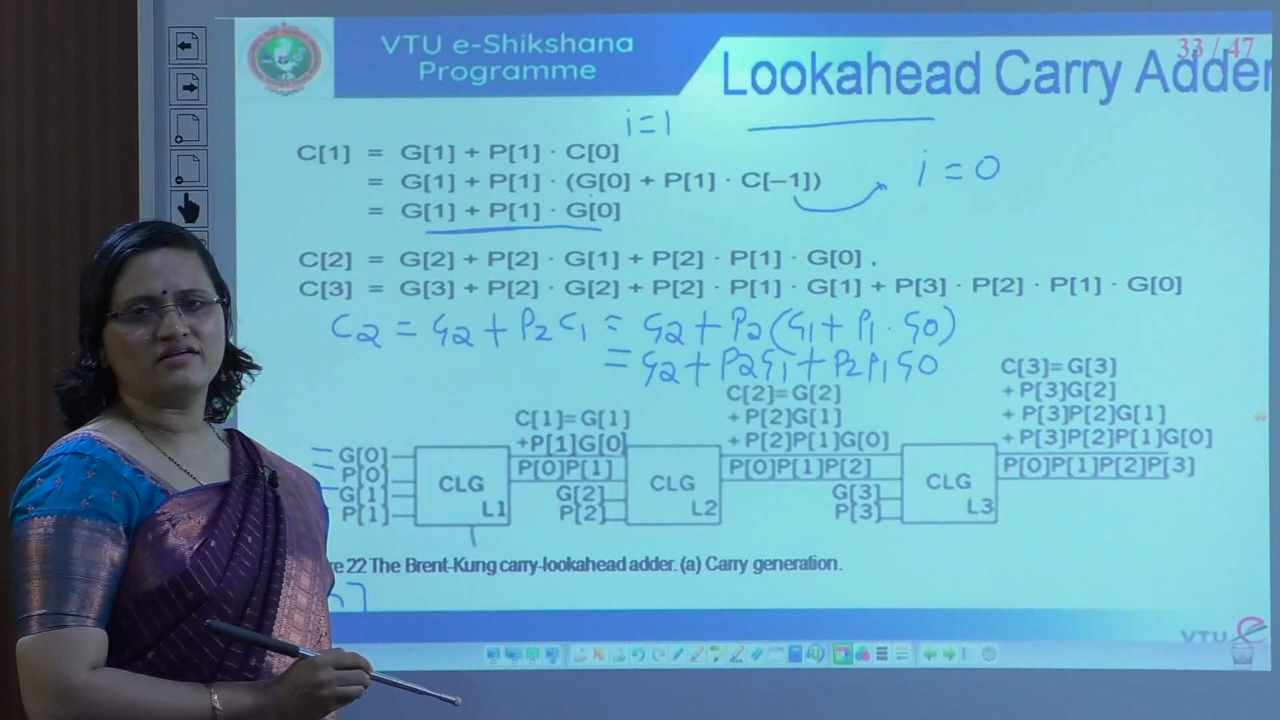 VTU e-Shikshana
Programme
Lookahead Carry Adder
33 / 47
i=1
C[1] = G[1] + P[1] · C[0]
= G[1] + P[1] · (G[0] + P[1] · C[−1])
i = 0
= G[1] + P[1] · G[0]
C[2] = G[2] + P[2] · G[1] + P[2] · P[1] · G[0] ,
C[3] = G[3] + P[2] · G[2] + P[2] · P[1] · G[1] + P[3] · P[2] · P[1] · G[0]
C2 = G2 + P2 C1 = G2 + P2(G1 + P1 . G0)
= G2 + P2G1 + P2P1G0
C[1]= G[1]
+P[1]G[0]
P[0]P[1]
C[2]= G[2]
+ P[2]G[1]
+ P[2]P[1]G[0]
P[0]P[1]P[2]
C[3]= G[3]
+ P[3]G[2]
+ P[3]P[2]G[1]
+ P[3]P[2]P[1]G[0]
P[0]P[1]P[2]P[3]
G[0]
P[0]
G[1]
P[1]
CLG
L1
G[2]
P[2]
CLG
L2
G[3]
P[3]
CLG
L3
22 The Brent-Kung carry-lookahead adder. (a) Carry generation.
VTU e